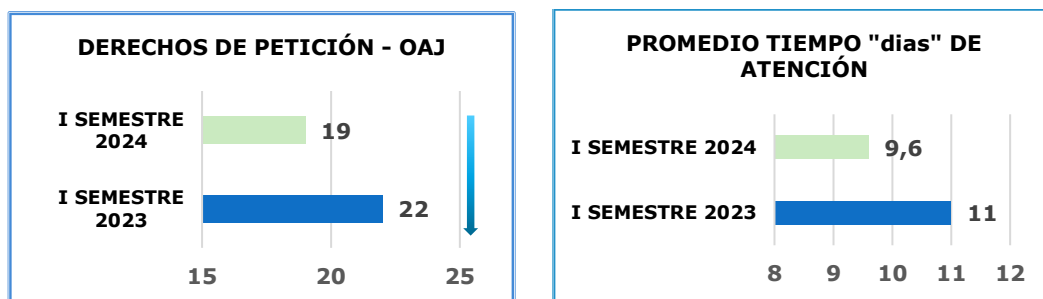 DERECHOS DE PETICIÓN - OAJ
I SEMESTRE
2024
19
I SEMESTRE
2023
22
15
20
25
PROMEDIO TIEMPO "dias" DE
ATENCIÓN
I SEMESTRE 2024
9,6
I SEMESTRE 2023
11
8
9
10
11
12